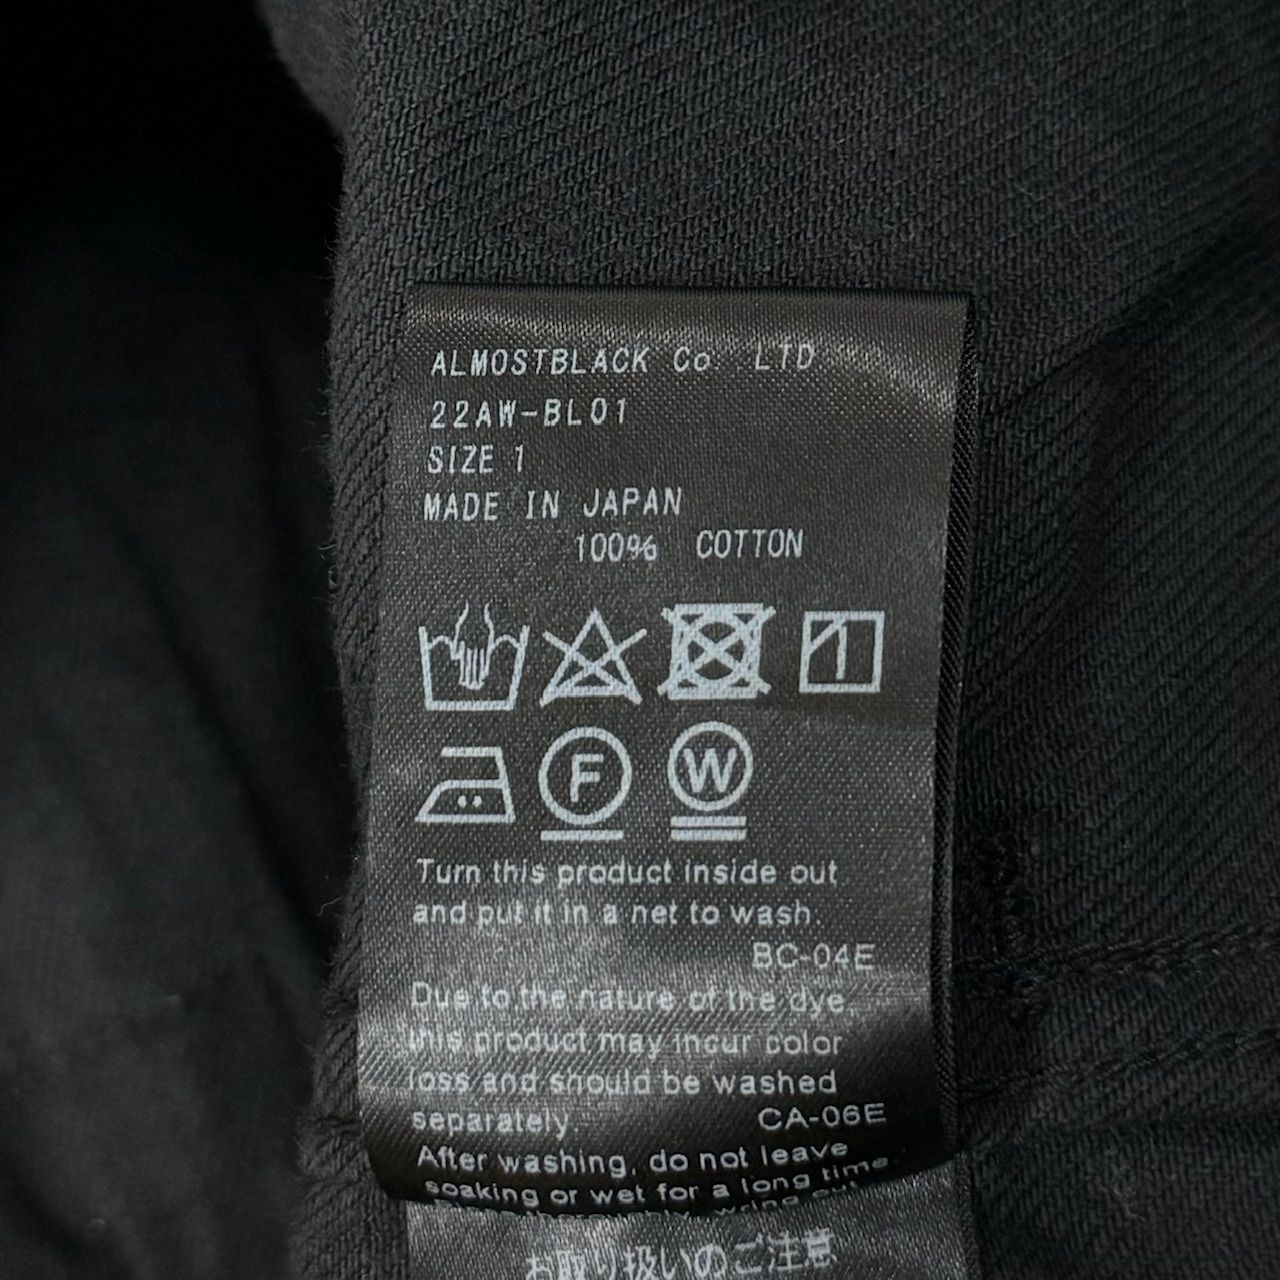 ALMOSTBLACK Co. LTD
22AW-BL01
SIZE 1
MADE IN JAPAN
100% COTTON
F W
Turn this product inside out
and put it in a net to wash.
BC-04E
Due to the nature of the dye,
this product may incur color
loss and should be washed
separately.
CA-06E
After washing, do not leave
soaking or wet for a long time.
お取り扱いのご注意